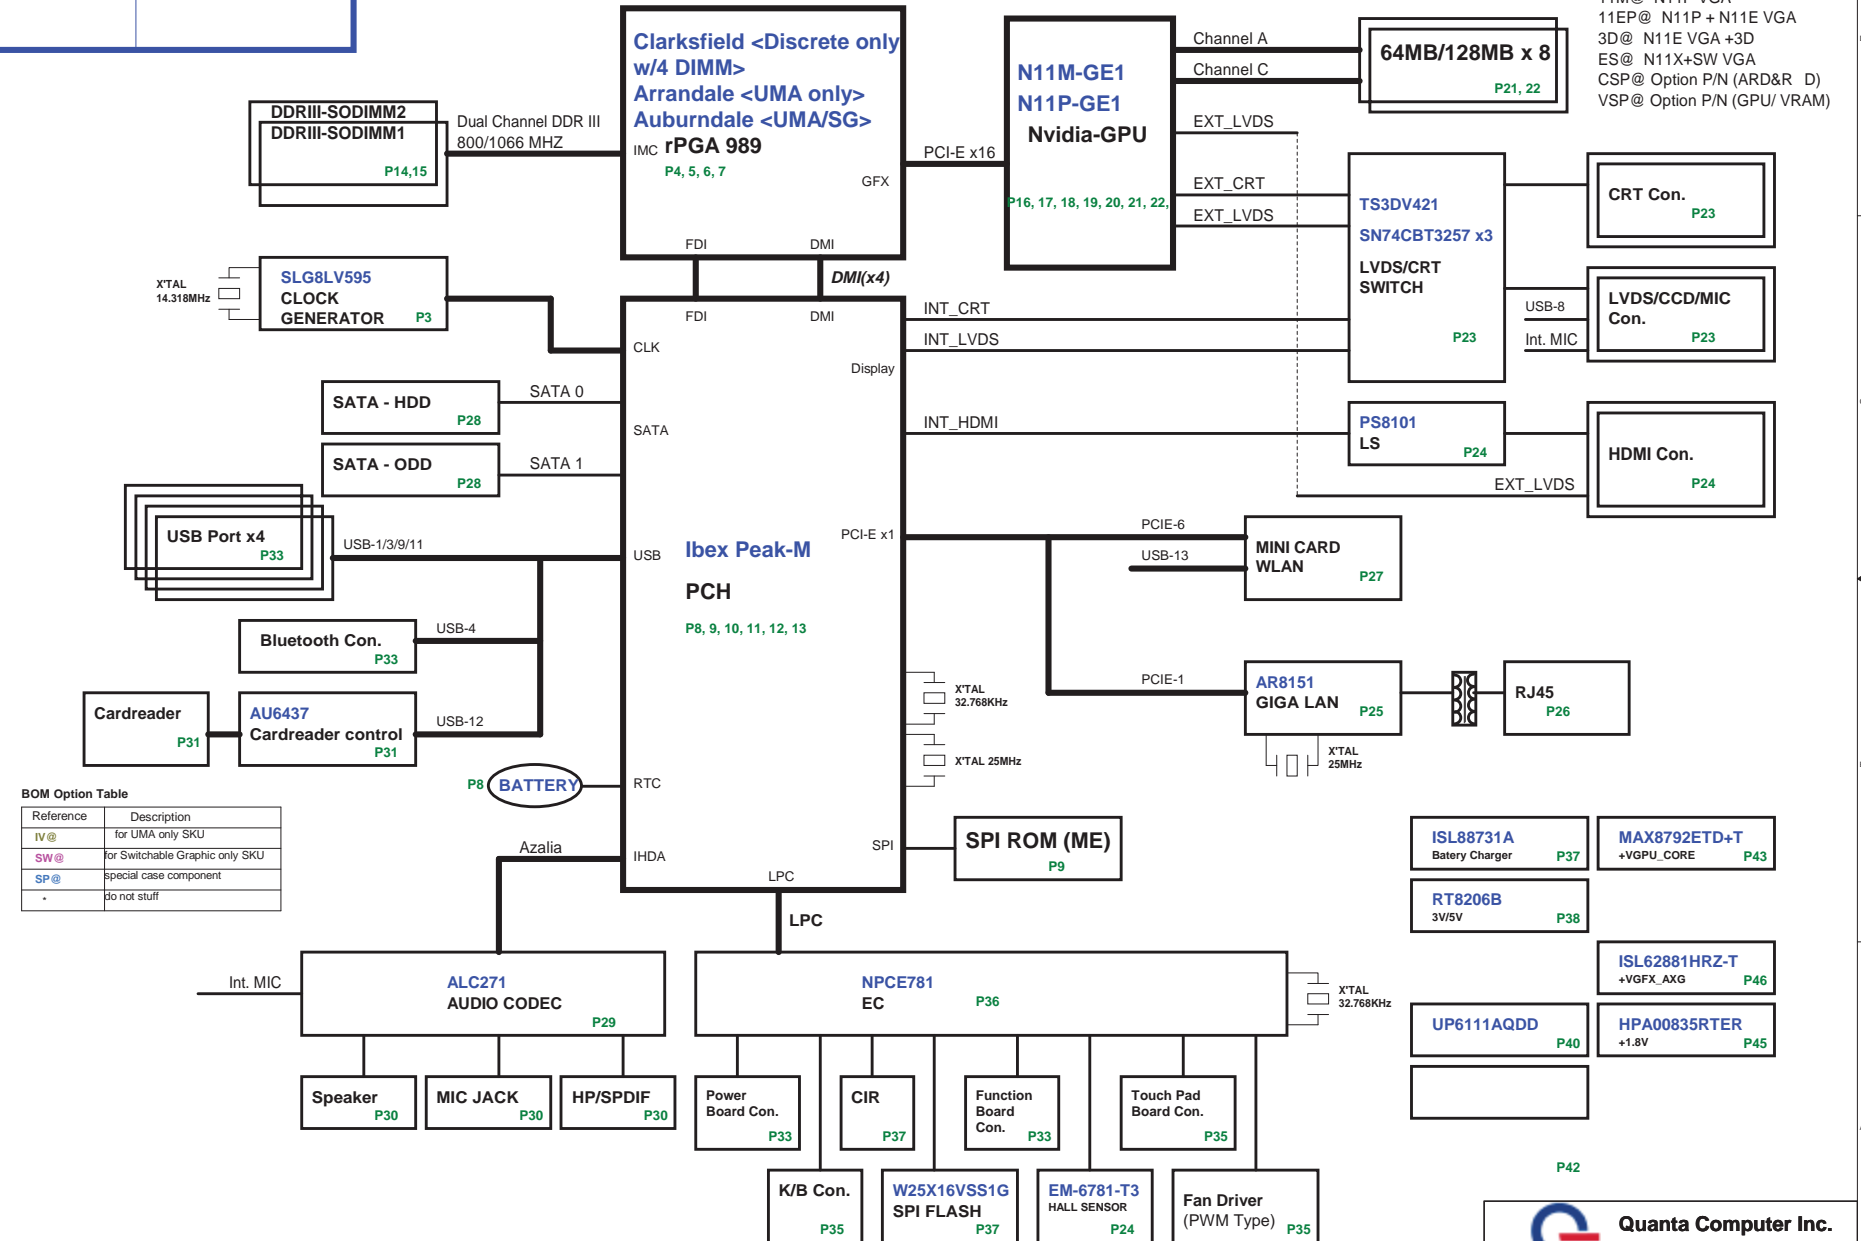 11EP@ N11P + N11E VGA
3D@ N11E VGA +3D
ES@ N11X+SW VGA
CSP@ Option P/N (ARD&R D)
VSP@ Option P/N (GPU/ VRAM)
Clarksfield <Discrete only
w/4 DIMM>
Arrandale <UMA only>
Auburndale <UMA/SG>
IMC rPGA 989
P4, 5, 6, 7
GFX
FDI
DMI
DDRIII-SODIMM2
DDRIII-SODIMM1
P14,15
Dual Channel DDR III
800/1066 MHZ
PCI-E x16
N11M-GE1
N11P-GE1
Nvidia-GPU
P16, 17, 18, 19, 20, 21, 22,
Channel A
Channel C
64MB/128MB x 8
P21, 22
EXT_LVDS
EXT_CRT
EXT_LVDS
TS3DV421
SN74CBT3257 x3
LVDS/CRT
SWITCH
P23
CRT Con.
P23
LVDS/CCD/MIC
Con.
P23
USB-8
Int. MIC
X'TAL
14.318MHz
SLG8LV595
CLOCK
GENERATOR
P3
DMI(x4)
FDI
DMI
CLK
Display
INT_CRT
INT_LVDS
INT_HDMI
PS8101
LS
P24
HDMI Con.
P24
EXT_LVDS
SATA - HDD
P28
SATA 0
SATA
SATA - ODD
P28
SATA 1
USB Port x4
P33
USB-1/3/9/11
USB
Ibex Peak-M
PCH
P8, 9, 10, 11, 12, 13
PCI-E x1
PCIE-6
USB-13
MINI CARD
WLAN
P27
Bluetooth Con.
P33
USB-4
Cardreader
P31
AU6437
Cardreader control
P31
USB-12
X'TAL
32.768KHz
X'TAL 25MHz
PCIE-1
AR8151
GIGA LAN
P25
RJ45
P26
X'TAL
25MHz
P8
BATTERY
RTC
BOM Option Table
Reference Description
IV@ for UMA only SKU
SW@ for Switchable Graphic only SKU
SP@ special case component
* do not stuff
Azalia
IHDA
LPC
SPI
SPI ROM (ME)
P9
LPC
ISL88731A
Batery Charger
P37
MAX8792ETD+T
+VGPU_CORE
P43
RT8206B
3V/5V
P38
ISL62881HRZ-T
+VGFX_AXG
P46
UP6111AQDD
P40
HPA00835RTER
+1.8V
P45
P42
Int. MIC
ALC271
AUDIO CODEC
P29
NPCE781
EC
P36
X'TAL
32.768KHz
Speaker
P30
MIC JACK
P30
HP/SPDIF
P30
Power
Board Con.
P33
CIR
P37
Function
Board
Con.
P33
Touch Pad
Board Con.
P35
K/B Con.
P35
W25X16VSS1G
SPI FLASH
P37
EM-6781-T3
HALL SENSOR
P24
Fan Driver
(PWM Type)
P35
Quanta Computer Inc.